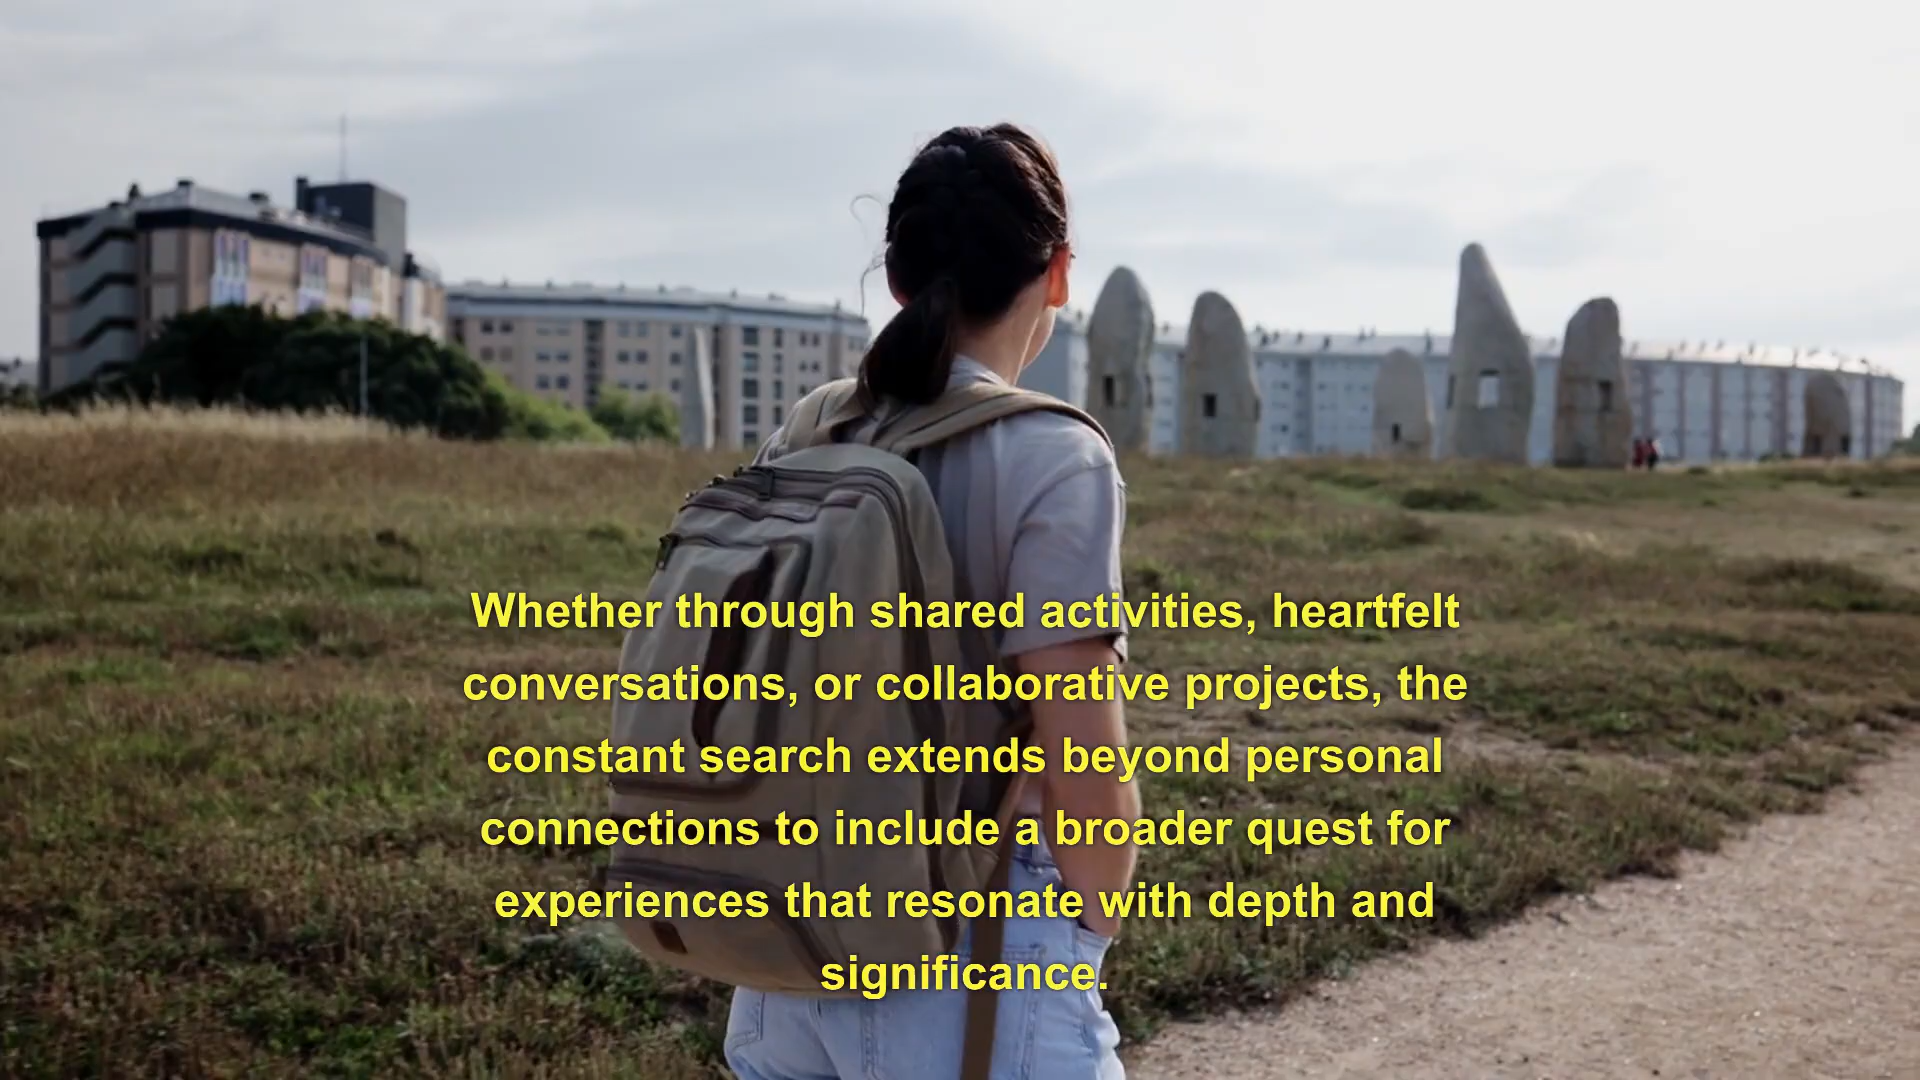 Whether through shared activities, heartfelt
conversations, or collaborative projects, the
constant search extends beyond personal
connections to include a broader quest for
experiences that resonate with depth and
significance.